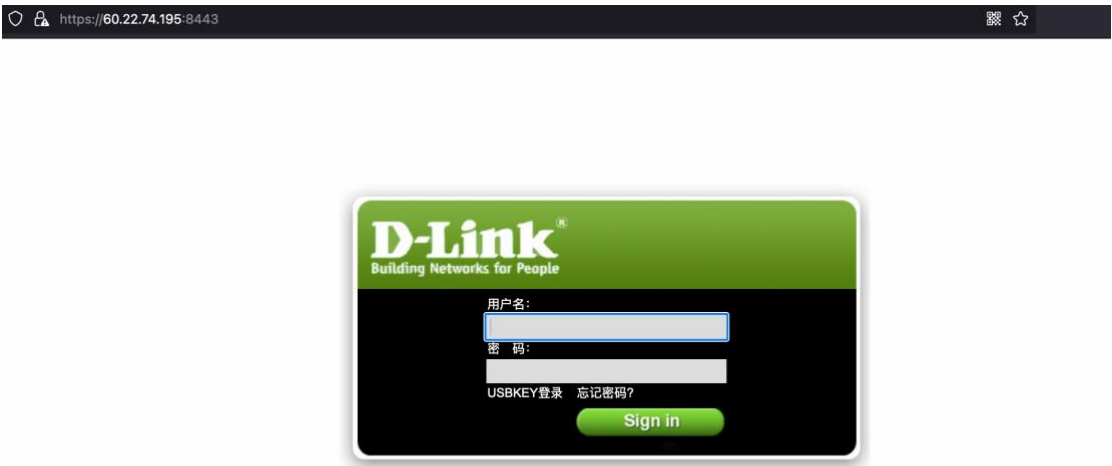 https://60.22.74.195:8443
D-Link®
Building Networks for People
用户名:
密 码:
USBKEY登录 忘记密码?
Sign in